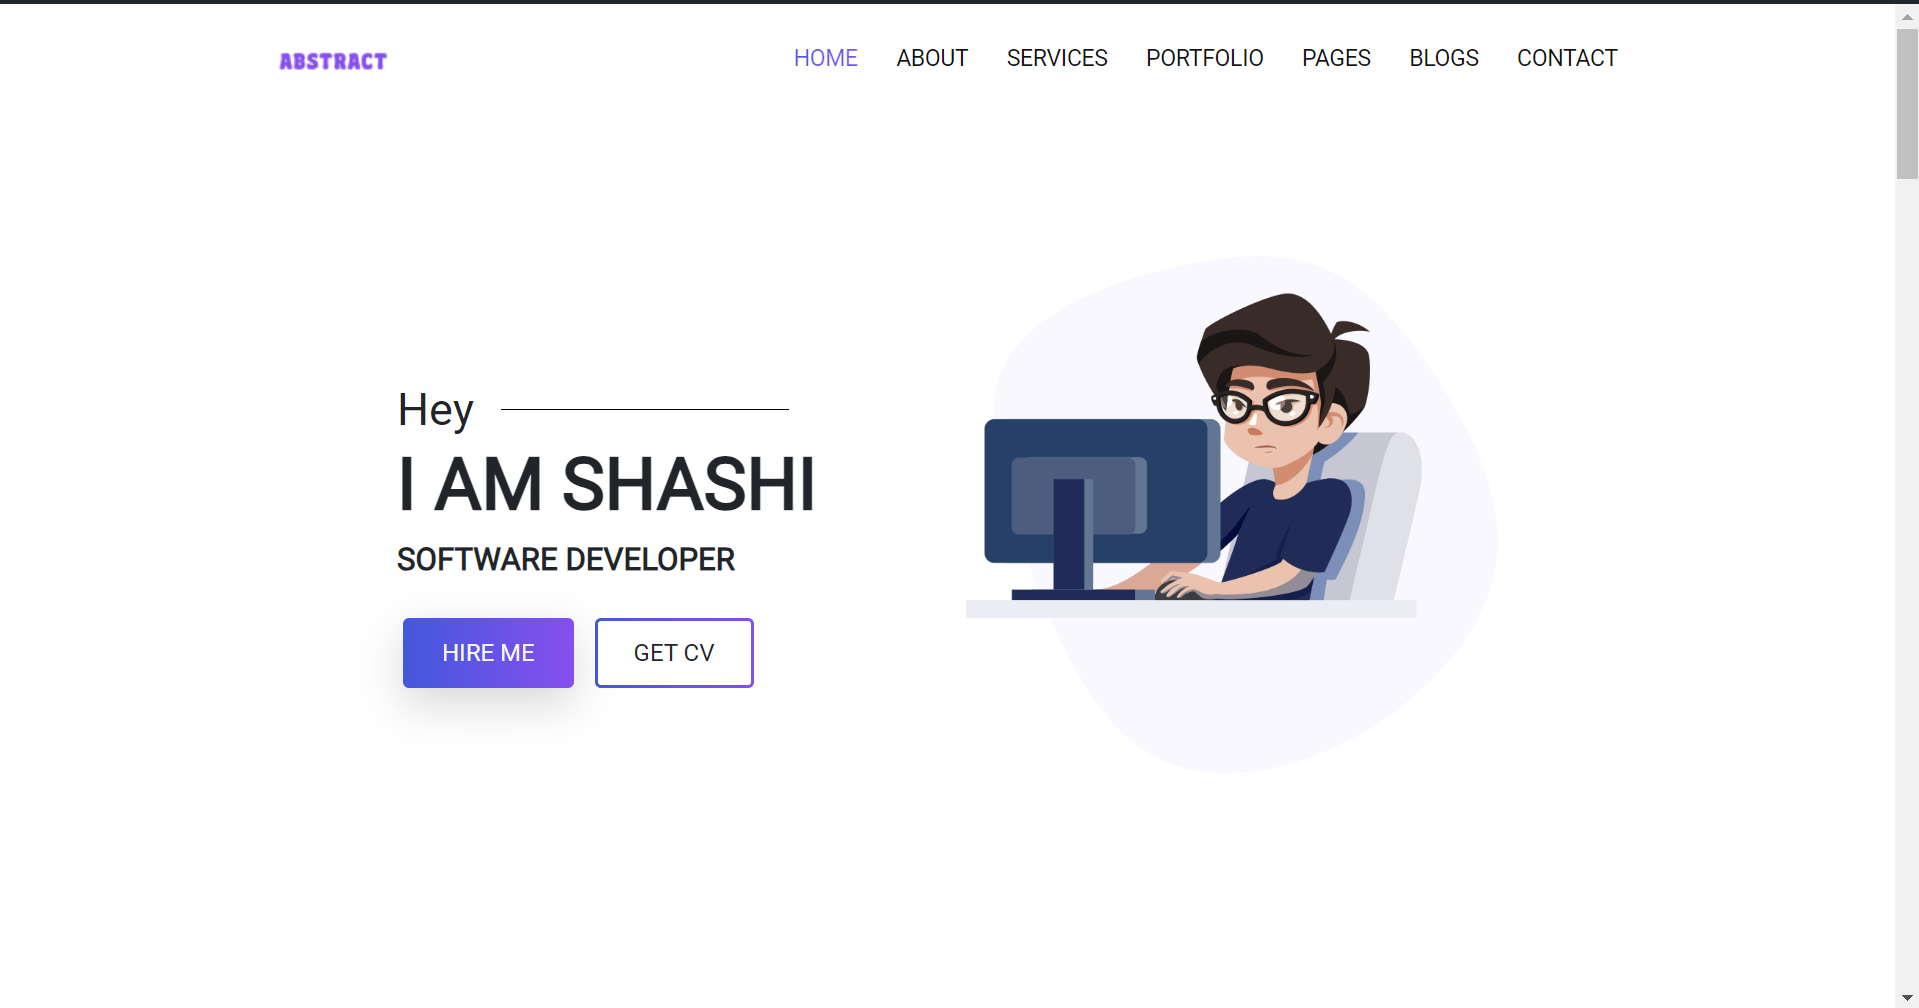 ABSTRACT
HOME ABOUT SERVICES PORTFOLIO PAGES BLOGS CONTACT
Hey
I AM SHASHI
SOFTWARE DEVELOPER
HIRE ME GET CV